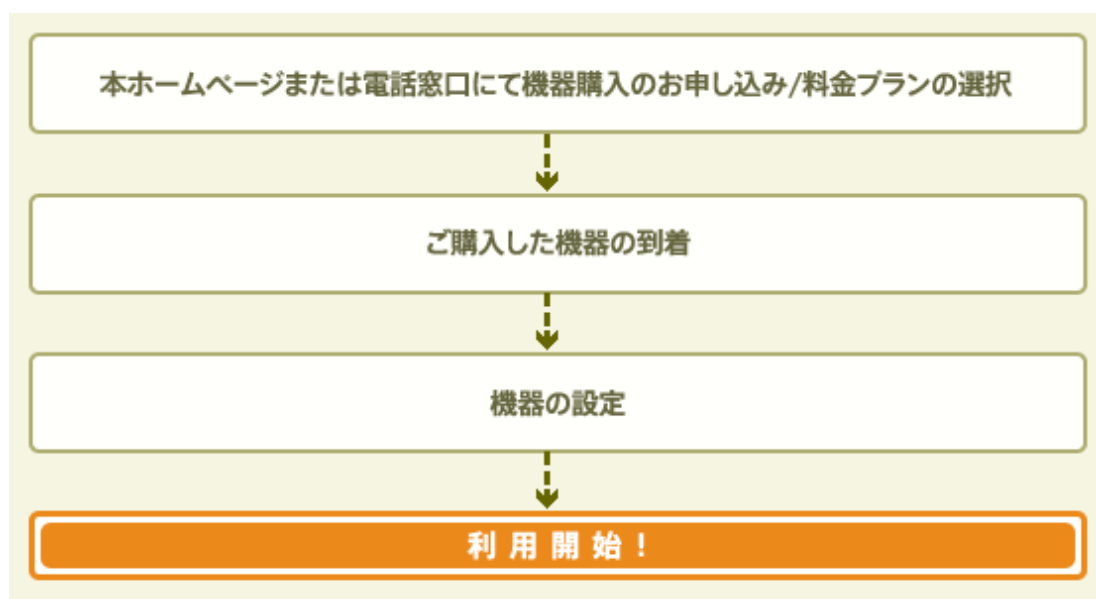 本ホームページまたは電話窓口にて機器購入のお申し込み/料金プランの選択
ご購入した機器の到着
機器の設定
利用開始！